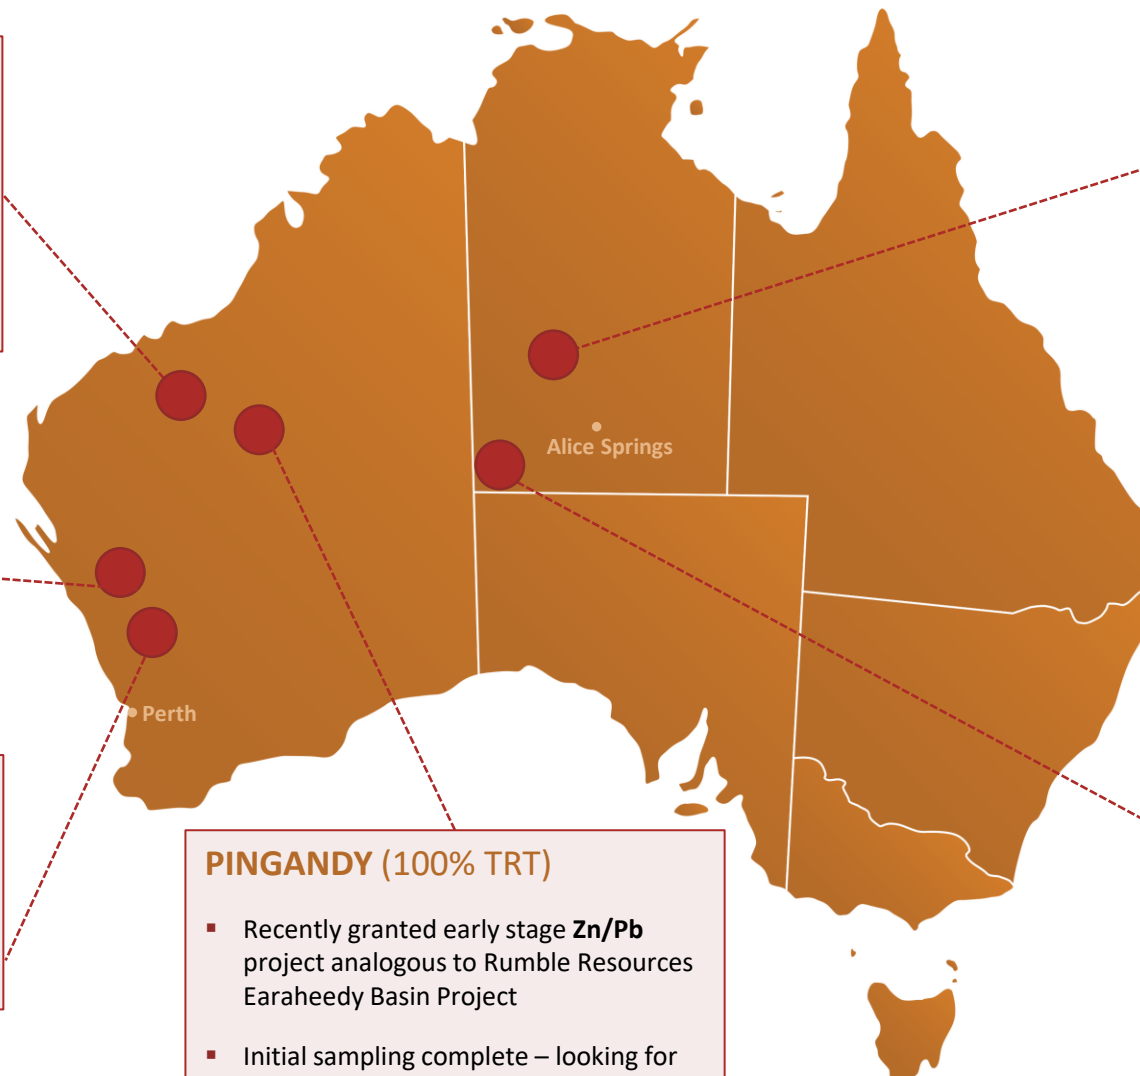 Alice Springs
Perth
PINGANDY (100% TRT)
▪ Recently granted early stage Zn/Pb
project analogous to Rumble Resources
Earaheedy Basin Project
▪ Initial sampling complete – looking for